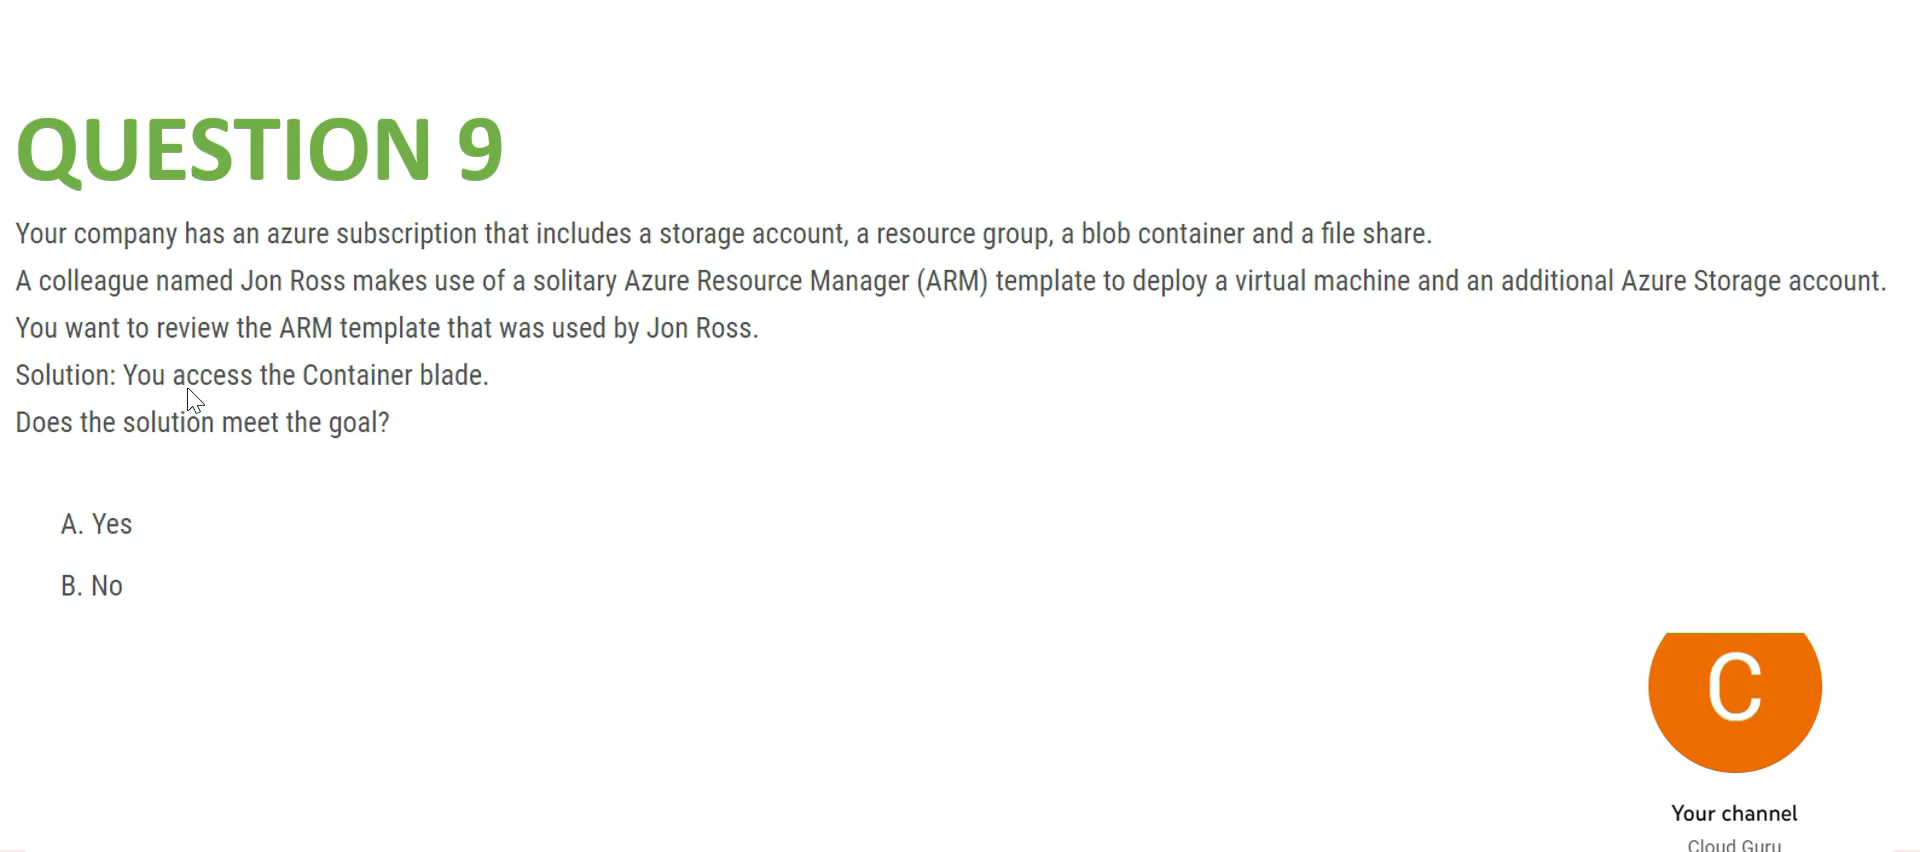 QUESTION 9
Your company has an azure subscription that includes a storage account, a resource group, a blob container and a file share.
A colleague named Jon Ross makes use of a solitary Azure Resource Manager (ARM) template to deploy a virtual machine and an additional Azure Storage account.
You want to review the ARM template that was used by Jon Ross.
Solution: You access the Container blade.
Does the solution meet the goal?
A. Yes
B. No
C
Your channel
Cloud Guru